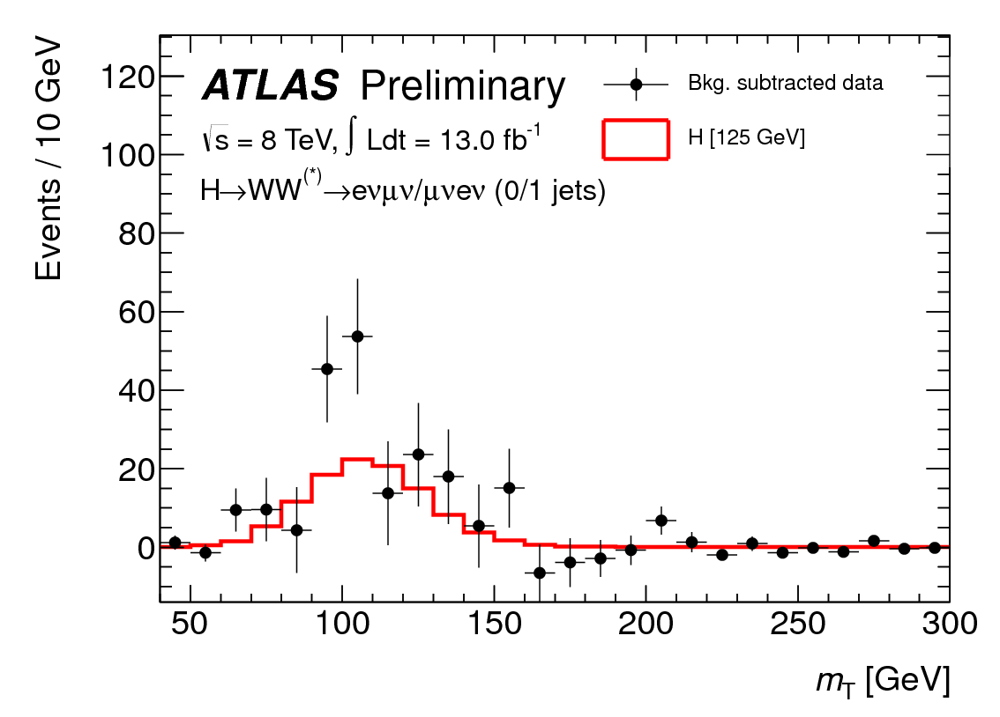 Events / 10 GeV
ATLAS Preliminary
√s = 8 TeV, ∫ Ldt = 13.0 fb⁻¹
H→WW⁽*⁾→eνμν/μνeν (0/1 jets)
Bkg. subtracted data
H [125 GeV]
120
100
80
60
40
20
0
50 100 150 200 250 300
m_T [GeV]